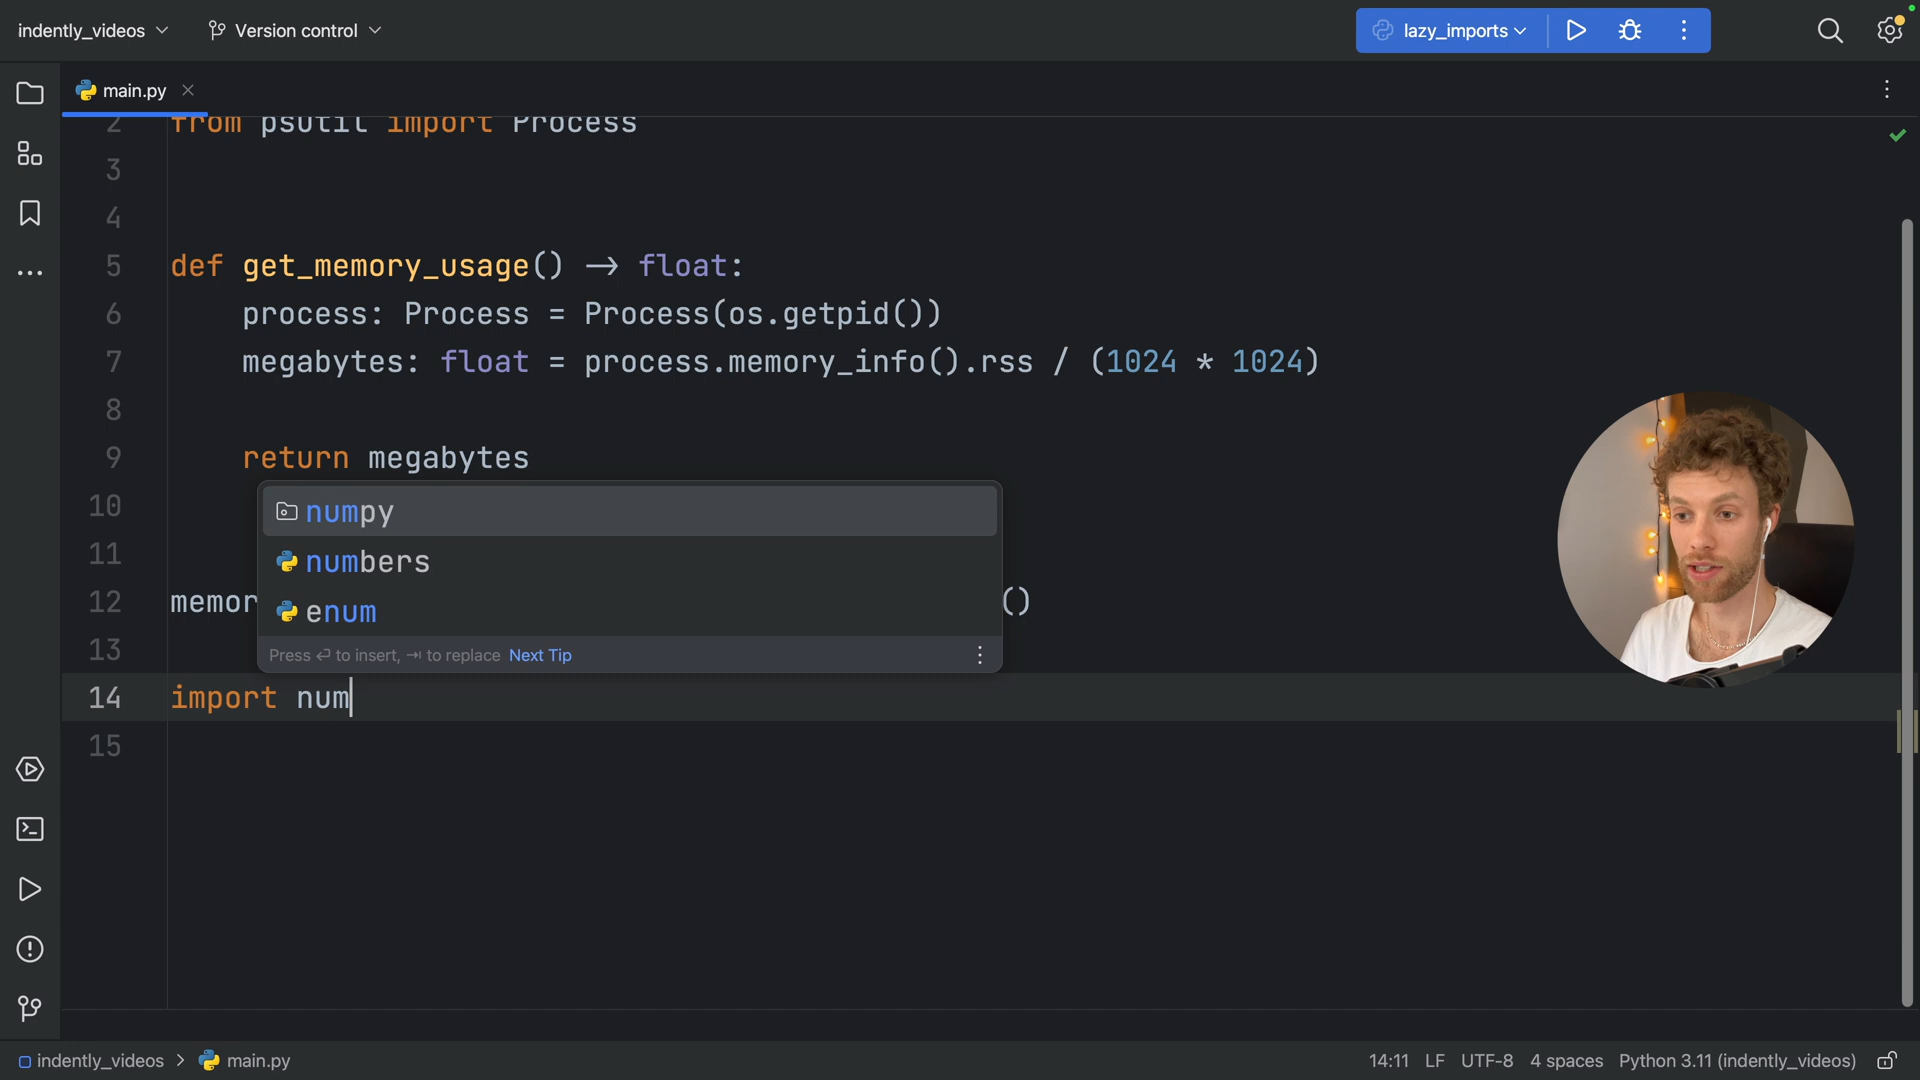 indently_videos Version control lazy_imports
main.py
2 from psutil import Process
3
4
5 def get_memory_usage() -> float:
6 process: Process = Process(os.getpid())
7 megabytes: float = process.memory_info().rss / (1024 * 1024)
8
9 return megabytes
10 numpy
11 numbers
12 memor ()
enum
13 Press ⏎ to insert, ⇥ to replace Next Tip
14 import num
15
indently_videos > main.py 14:11 LF UTF-8 4 spaces Python 3.11 (indently_videos)